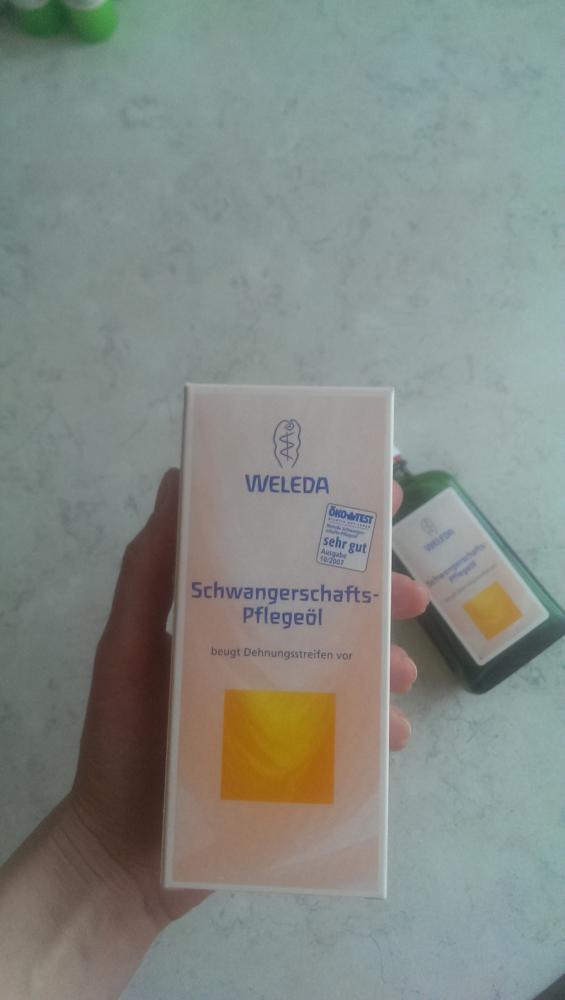 WELEDA
ÖKO-TEST
sehr gut
Ausgabe
10/2007
Schwangerschafts-
Pflegeöl
beugt Dehnungsstreifen vor
WELEDA
Schwangerschafts-
Pflegeöl